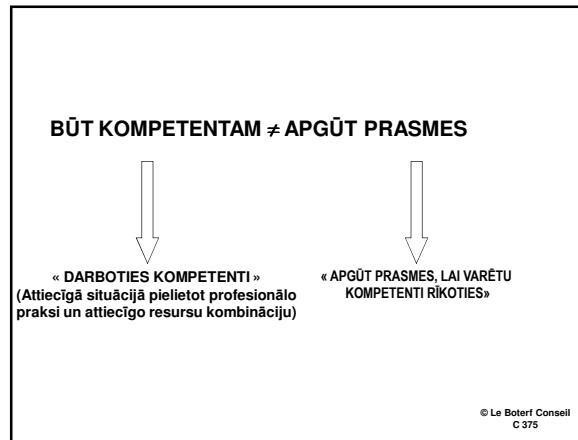 BŪT KOMPETENTAM ≠ APGŪT PRASMES
« DARBOTIES KOMPETENTI »
(Attiecīgā situācijā pielietot profesionālo
praksi un attiecīgo resursu kombināciju)
« APGŪT PRASMES, LAI VARĒTU
KOMPETENTI RĪKOTIES»
© Le Boterf Conseil
C 375